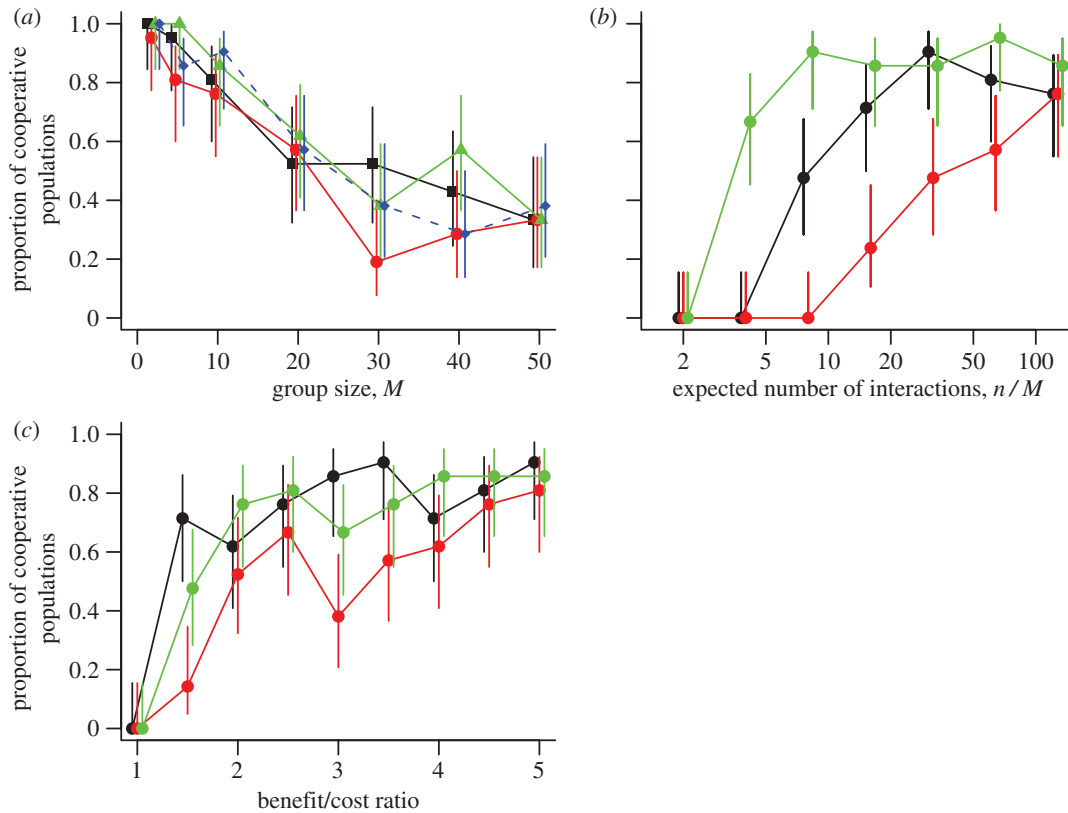 (a)
1.0
0.8
0.6
0.4
0.2
0
proportion of cooperative
populations
0
10
20
30
40
50
group size, M
(b)
2
5
10
20
50
100
expected number of interactions, n / M
(c)
1.0
0.8
0.6
0.4
0.2
0
proportion of cooperative
populations
1
2
3
4
5
benefit/cost ratio